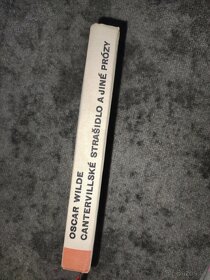 OSCAR WILDE
CANTERVILLSKÉ STRAŠIDLO A JINÉ PRÓZY